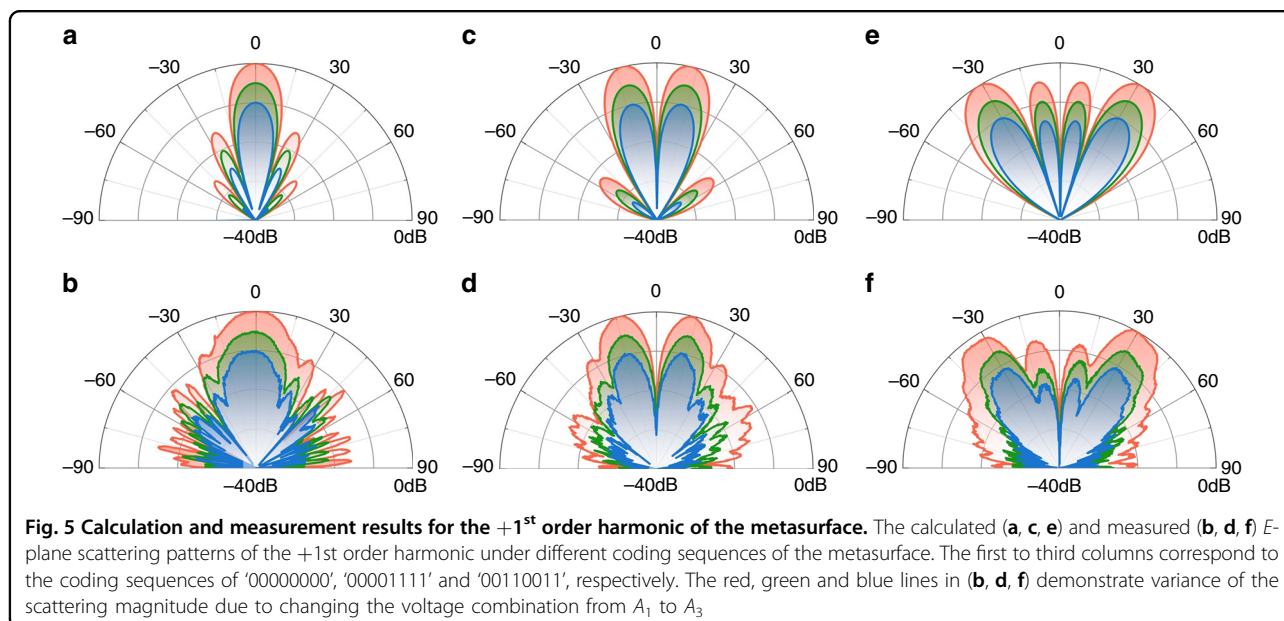 a
c
e
0
0
0
−30
30
−30
30
−30
30
−60
60
−60
60
−60
60
−90
90
−90
90
−90
90
−40dB
0dB
−40dB
0dB
−40dB
0dB
b
d
f
0
0
0
−30
30
−30
30
−30
30
−60
60
−60
60
−60
60
−90
90
−90
90
−90
90
−40dB
0dB
−40dB
0dB
−40dB
0dB
Fig. 5 Calculation and measurement results for the +1st order harmonic of the metasurface. The calculated (a, c, e) and measured (b, d, f) E-
plane scattering patterns of the +1st order harmonic under different coding sequences of the metasurface. The first to third columns correspond to
the coding sequences of ‘00000000’, ‘00001111’ and ‘00110011’, respectively. The red, green and blue lines in (b, d, f) demonstrate variance of the
scattering magnitude due to changing the voltage combination from A1 to A3